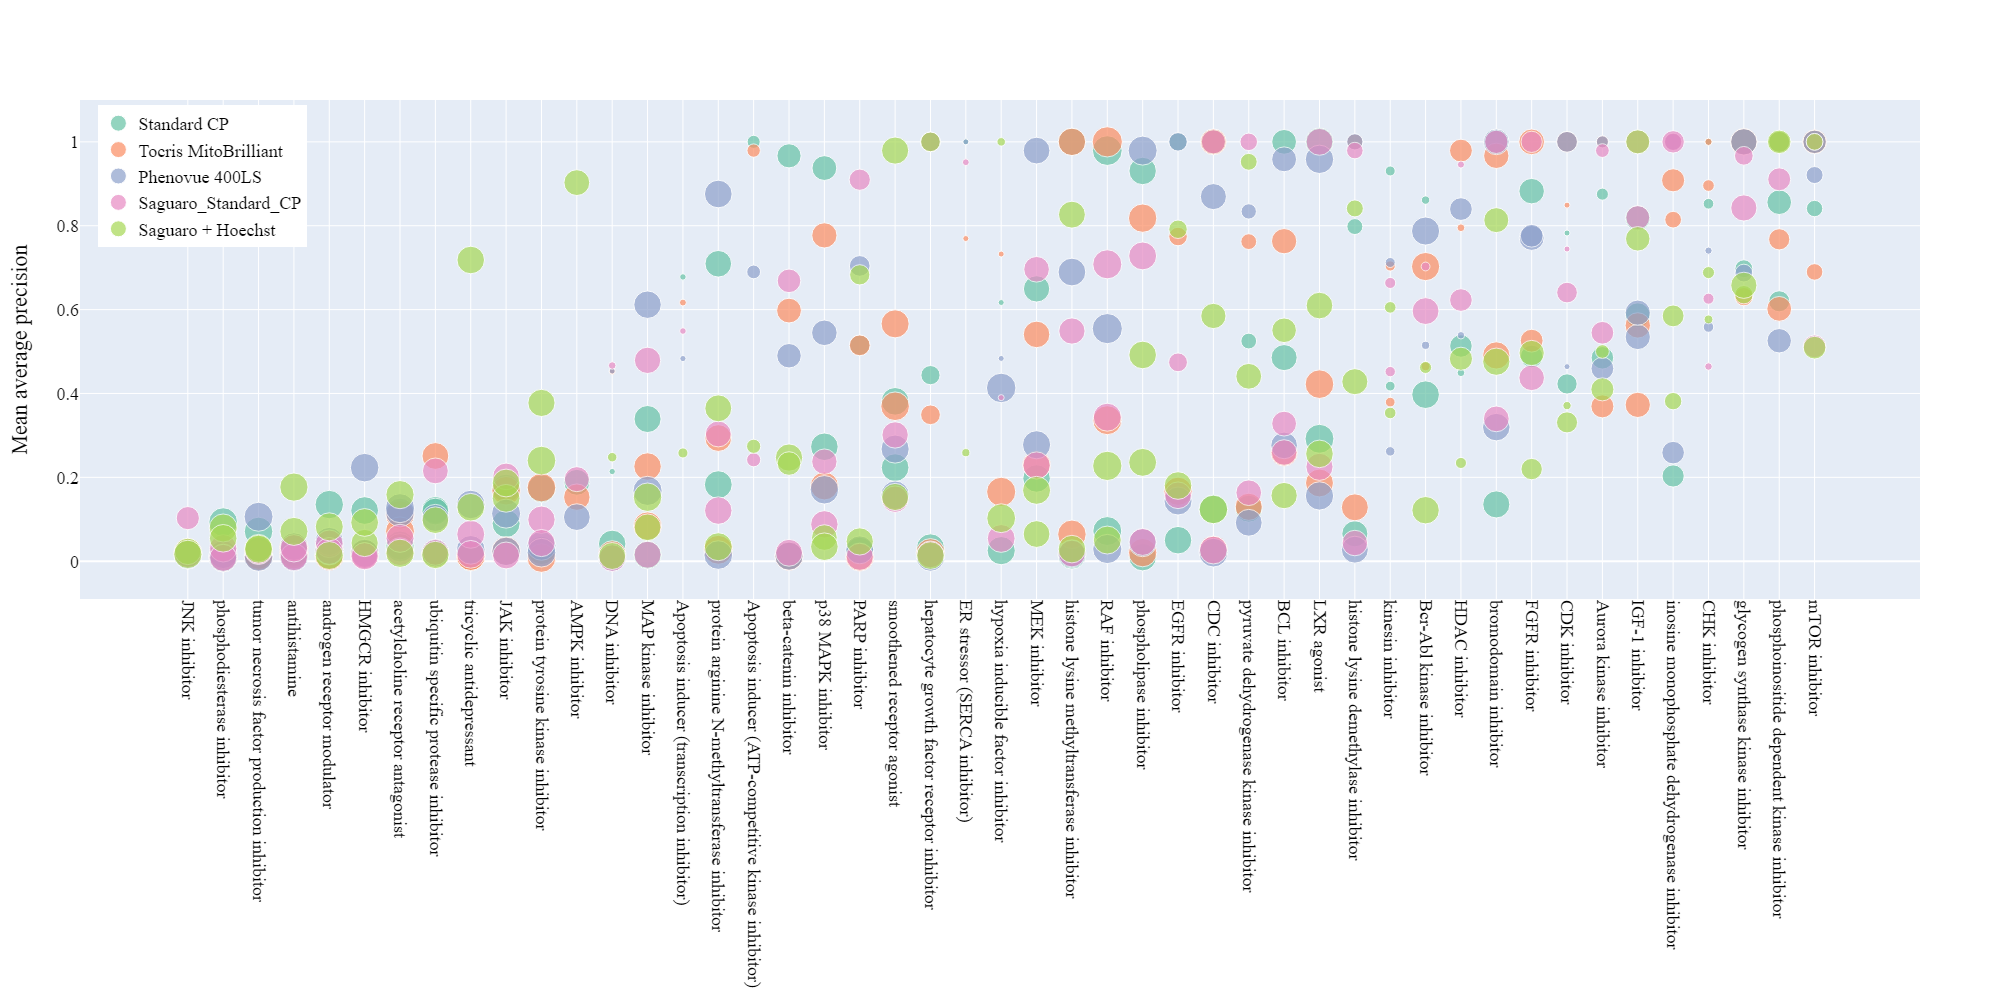 Standard CP
Tocris MitoBrilliant
Phenovue 400LS
Saguaro_Standard_CP
Saguaro + Hoechst
Mean average precision
1
0.8
0.6
0.4
0.2
0
JNK inhibitor
phosphodiesterase inhibitor
tumor necrosis factor production inhibitor
antihistamine
androgen receptor modulator
HMGCR inhibitor
acetylcholine receptor antagonist
ubiquitin specific protease inhibitor
tricyclic antidepressant
JAK inhibitor
protein tyrosine kinase inhibitor
AMPK inhibitor
DNA inhibitor
MAP kinase inhibitor
Apoptosis inducer (transcription inhibitor)
protein arginine N-methyltransferase inhibitor
Apoptosis inducer (ATP-competitive kinase inhibitor)
beta-catenin inhibitor
p38 MAPK inhibitor
PARP inhibitor
smoothened receptor agonist
hepatocyte growth factor receptor inhibitor
ER stressor (SERCA inhibitor)
hypoxia inducible factor inhibitor
MEK inhibitor
histone lysine methyltransferase inhibitor
RAF inhibitor
phospholipase inhibitor
EGFR inhibitor
CDC inhibitor
pyruvate dehydrogenase kinase inhibitor
BCL inhibitor
LXR agonist
histone lysine demethylase inhibitor
kinesin inhibitor
Bcr-Abl kinase inhibitor
HDAC inhibitor
bromodomain inhibitor
FGFR inhibitor
CDK inhibitor
Aurora kinase inhibitor
IGF-1 inhibitor
inosine monophosphate dehydrogenase inhibitor
CHK inhibitor
glycogen synthase kinase inhibitor
phosphoinositide dependent kinase inhibitor
mTOR inhibitor